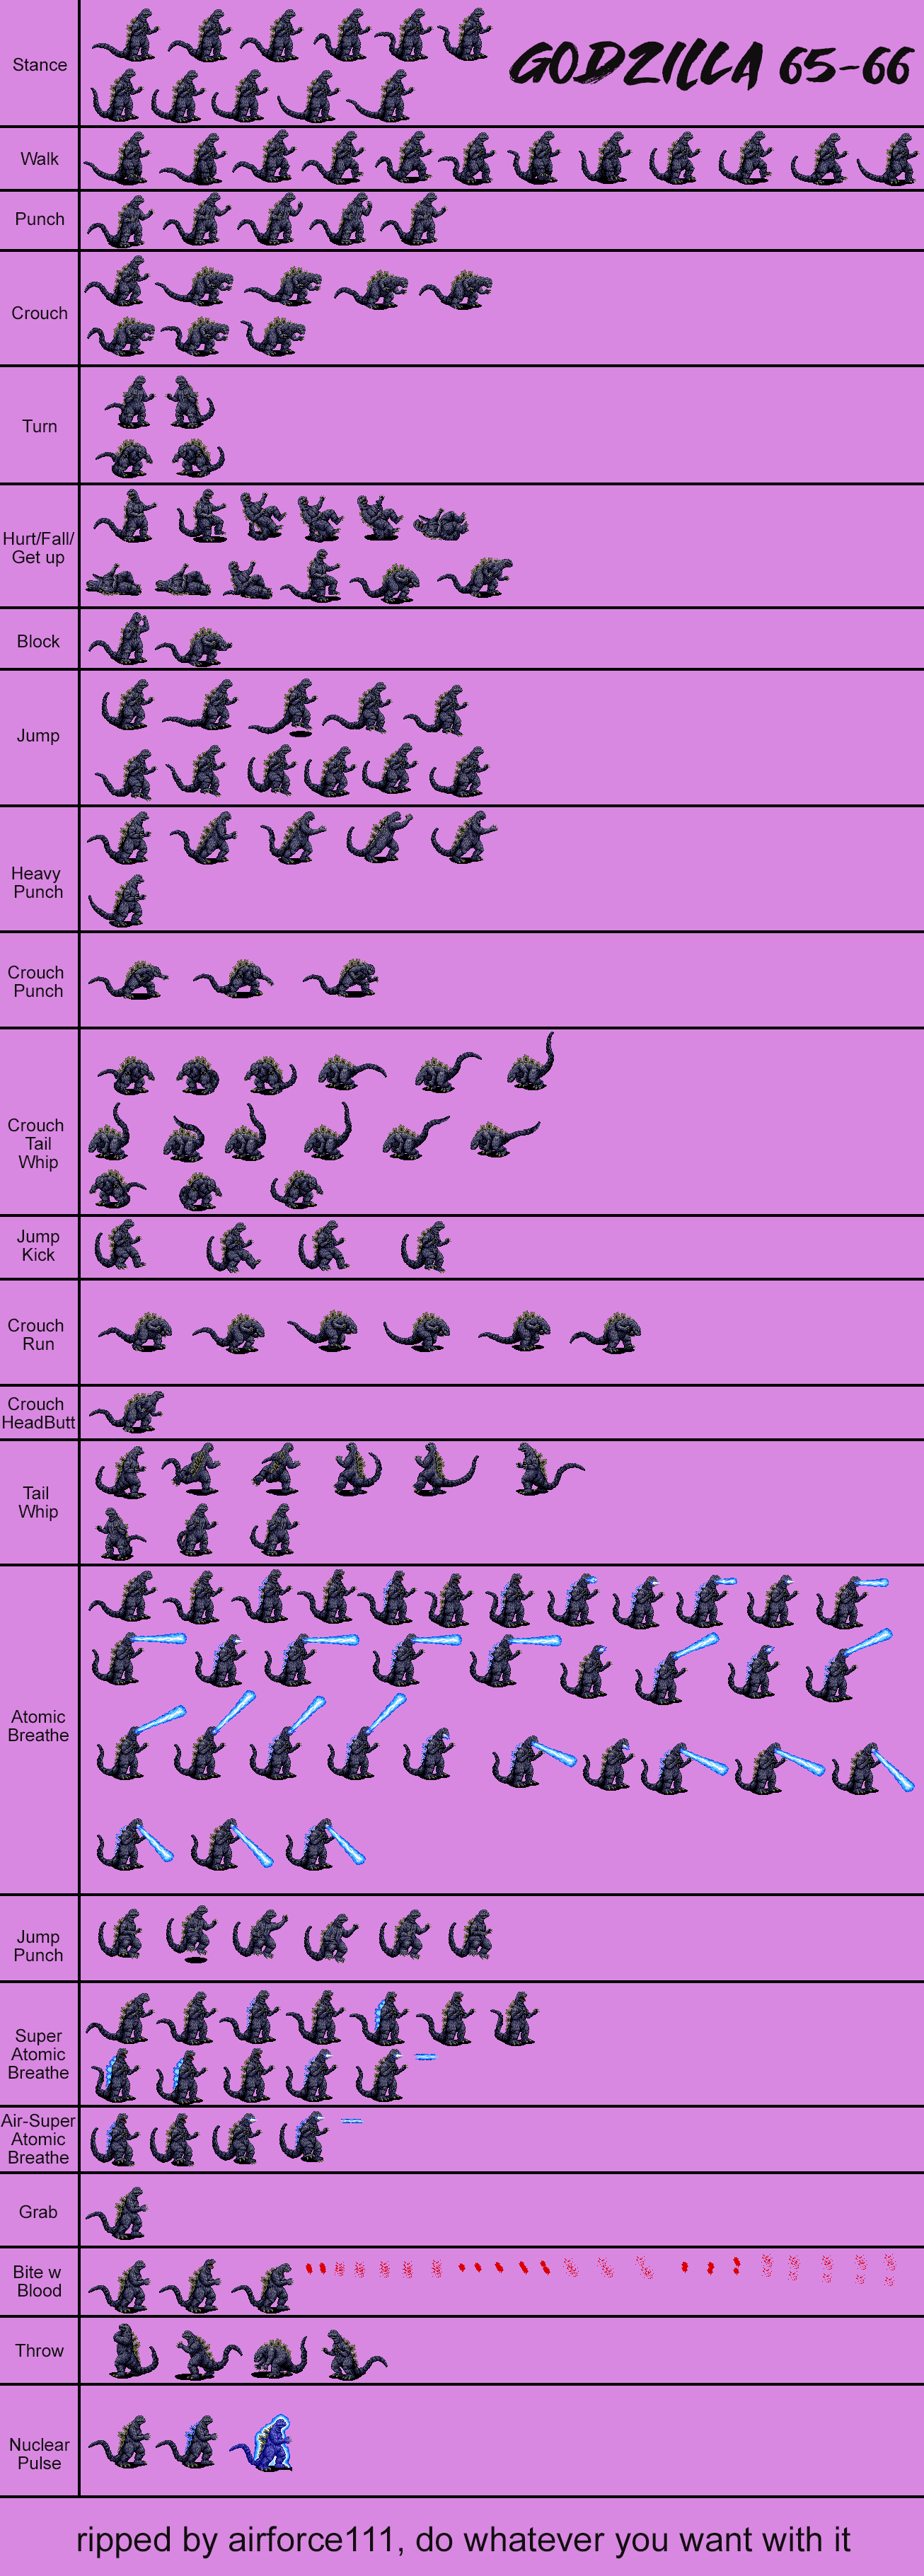 GODZILLA 65-66
Stance
Walk
Punch
Crouch
Turn
Hurt/Fall/
Get up
Block
Jump
Heavy
Punch
Crouch
Punch
Crouch
Tail
Whip
Jump
Kick
Crouch
Run
Crouch
HeadButt
Tail
Whip
Atomic
Breathe
Jump
Punch
Super
Atomic
Breathe
Air-Super
Atomic
Breathe
Grab
Bite w
Blood
Throw
Nuclear
Pulse
ripped by airforce111, do whatever you want with it